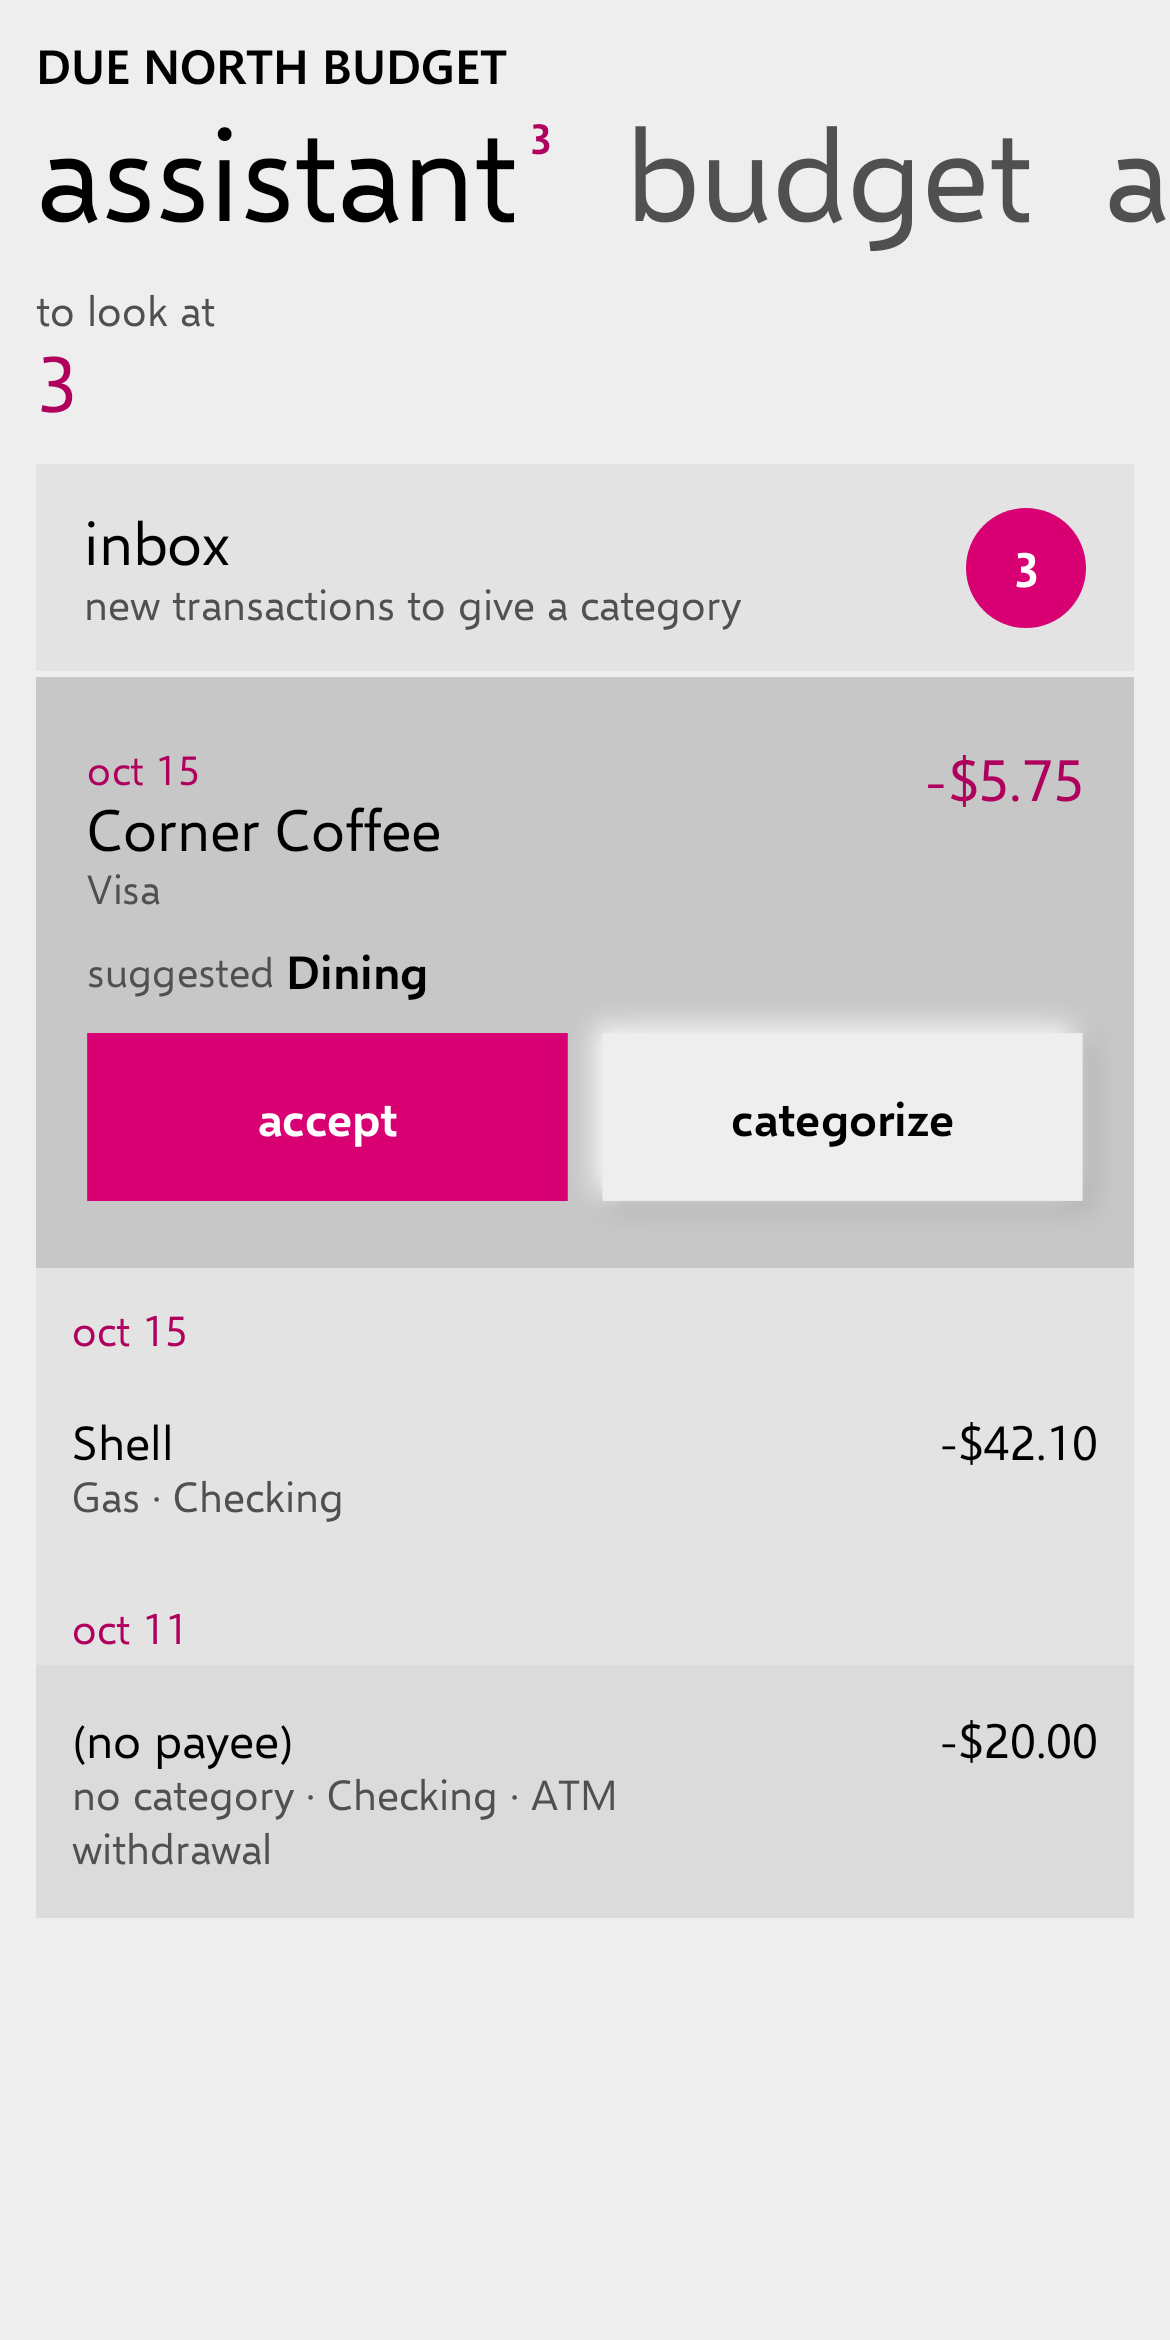 DUE NORTH BUDGET
assistant 3 budget a
to look at
3
inbox
new transactions to give a category
3
oct 15
-$5.75
Corner Coffee
Visa
suggested Dining
accept
categorize
oct 15
Shell
-$42.10
Gas · Checking
oct 11
(no payee)
-$20.00
no category · Checking · ATM
withdrawal